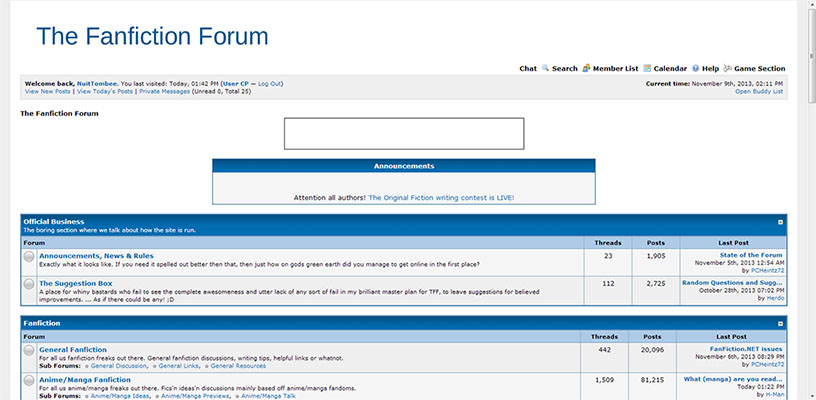 The Fanfiction Forum
Chat Search Member List Calendar Help Game Section
Welcome back, NuitTombee. You last visited: Today, 01:42 PM (User CP — Log Out)
Current time: November 9th, 2013, 02:11 PM
View New Posts | View Today's Posts | Private Messages (Unread 0, Total 25)
Open Buddy List
The Fanfiction Forum
Announcements
Attention all authors! The Original Fiction writing contest is LIVE!
Official Business
The boring section where we talk about how the site is run.
Forum Threads Posts Last Post
Announcements, News & Rules
Exactly what it looks like. If you need it spelled out better then that, then just how on gods green earth did you manage to get online in the first place?
23 1,905
State of the Forum
November 5th, 2013 12:54 AM
by PCHeintz72
The Suggestion Box
A place for whiny bastards who fail to see the complete awesomeness and utter lack of any sort of fail in my brilliant master plan for TFF, to leave suggestions for believed
improvements. ... As if there could be any! ;D
112 2,725
Random Questions and Sugg...
October 28th, 2013 07:02 PM
by Herdo
Fanfiction
Forum Threads Posts Last Post
General Fanfiction
For all us fanfiction freaks out there. General fanfiction discussions, writing tips, helpful links or whatnot.
Sub Forums: General Discussion, General Links, General Resources
442 20,096
FanFiction.NET issues
November 6th, 2013 08:29 PM
by PCHeintz72
Anime/Manga Fanfiction
For all us anime/manga freaks out there. Fics'n ideas'n discussions mainly based off anime/manga fandoms.
Sub Forums: Anime/Manga Ideas, Anime/Manga Previews, Anime/Manga Talk
1,509 81,215
What (manga) are you read...
Today 01:22 PM
by H-Man